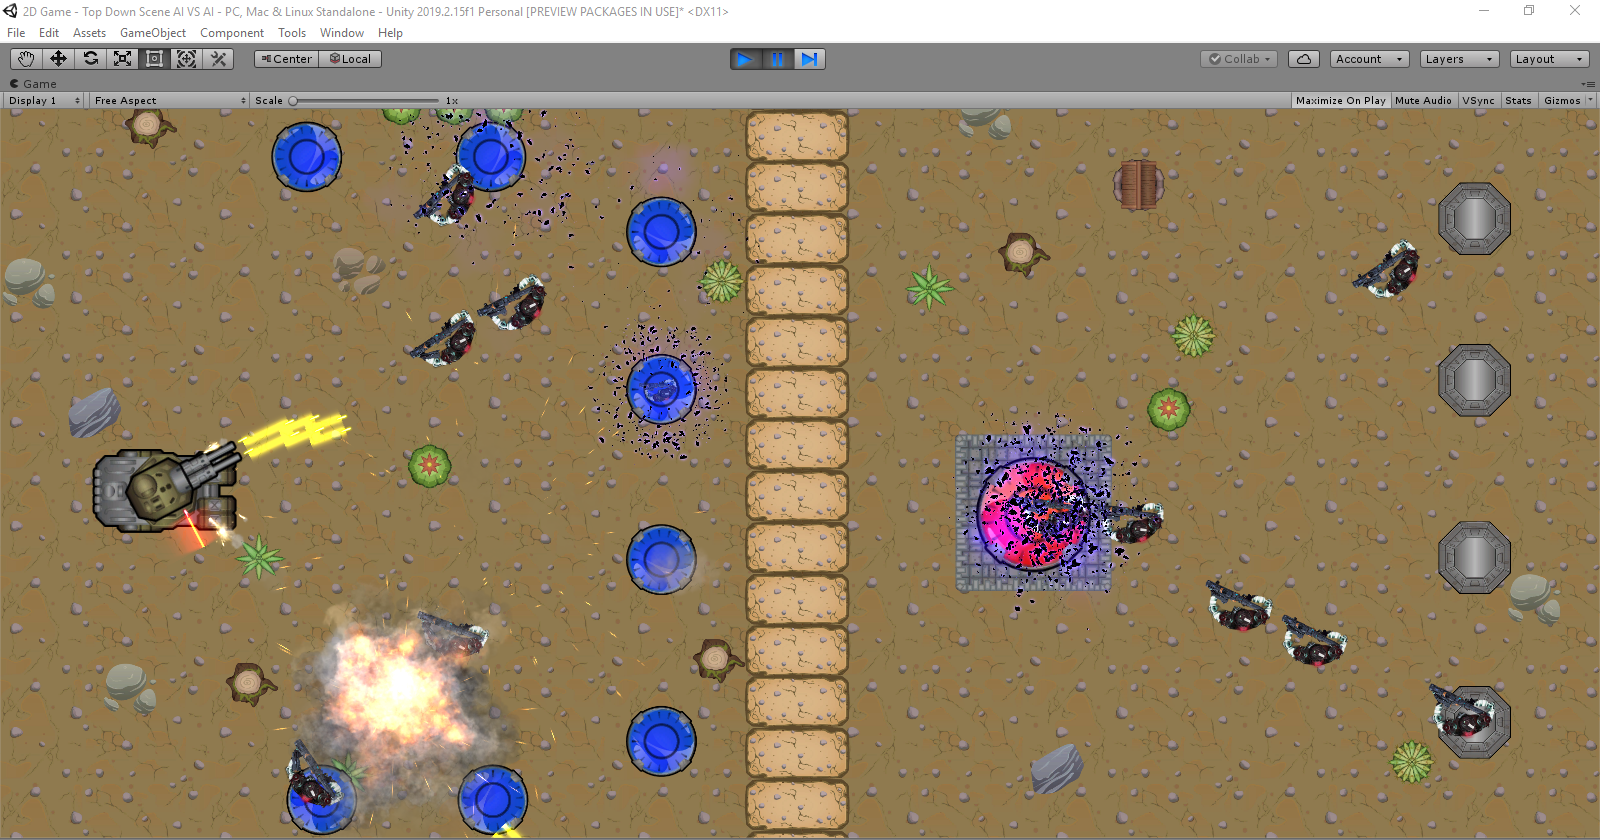 2D Game - Top Down Scene AI VS AI - PC, Mac & Linux Standalone - Unity 2019.2.15f1 Personal [PREVIEW PACKAGES IN USE]* <DX11>
File Edit Assets GameObject Component Tools Window Help
Center Local Collab Account Layers Layout
Game
Display 1 Free Aspect Scale 1x Maximize On Play Mute Audio VSync Stats Gizmos